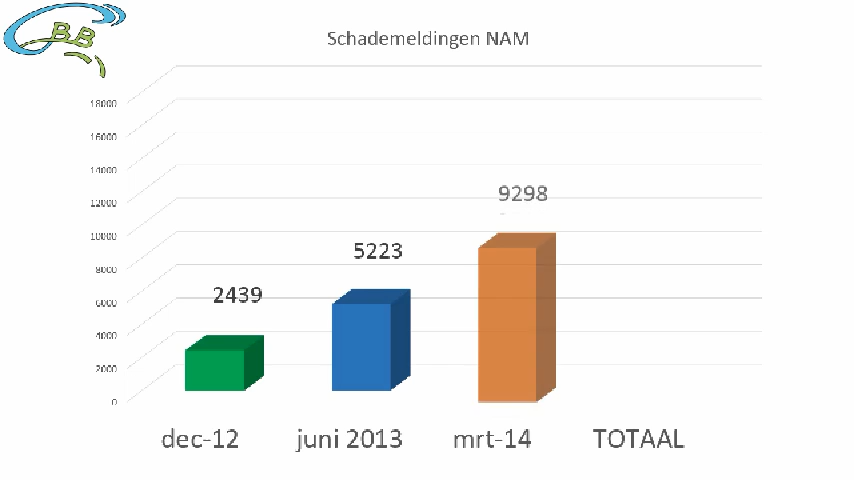 BB
Schademeldingen NAM
18000
16000
14000
12000
10000
8000
6000
4000
2000
0
2439
5223
9298
dec-12
juni 2013
mrt-14
TOTAAL